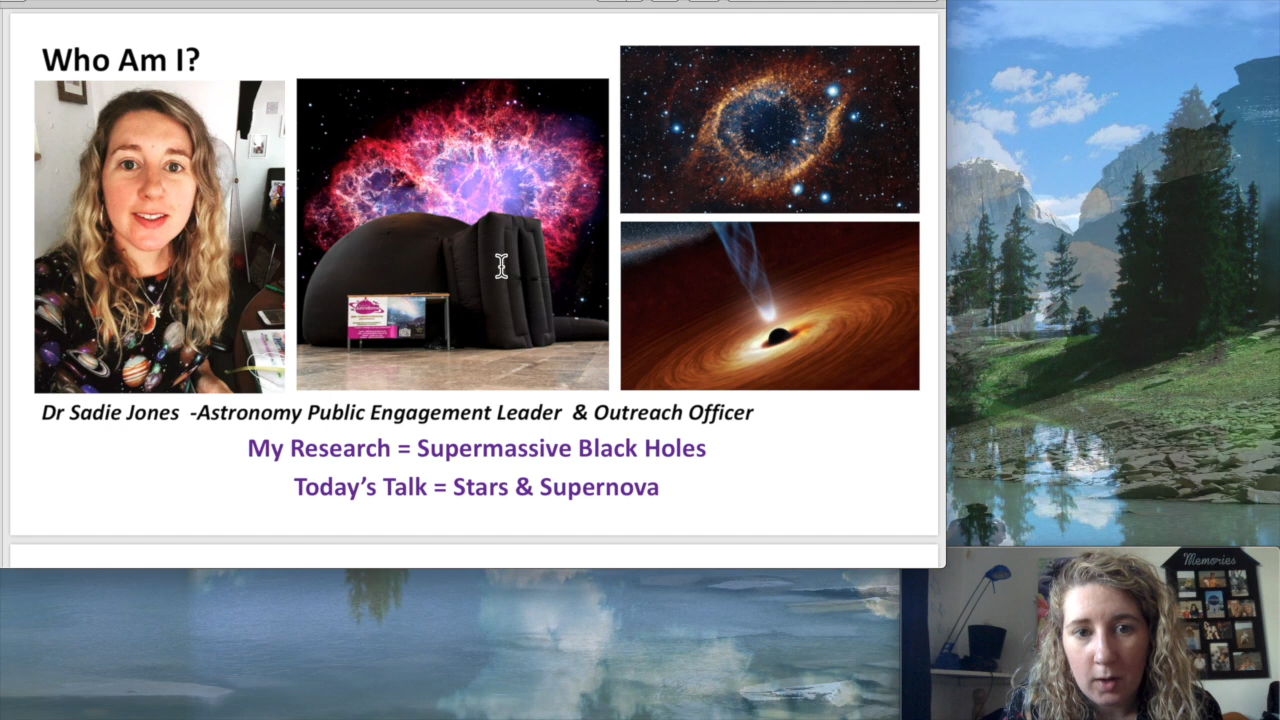 Who Am I?
Dr Sadie Jones -Astronomy Public Engagement Leader & Outreach Officer
My Research = Supermassive Black Holes
Today's Talk = Stars & Supernova
Memories